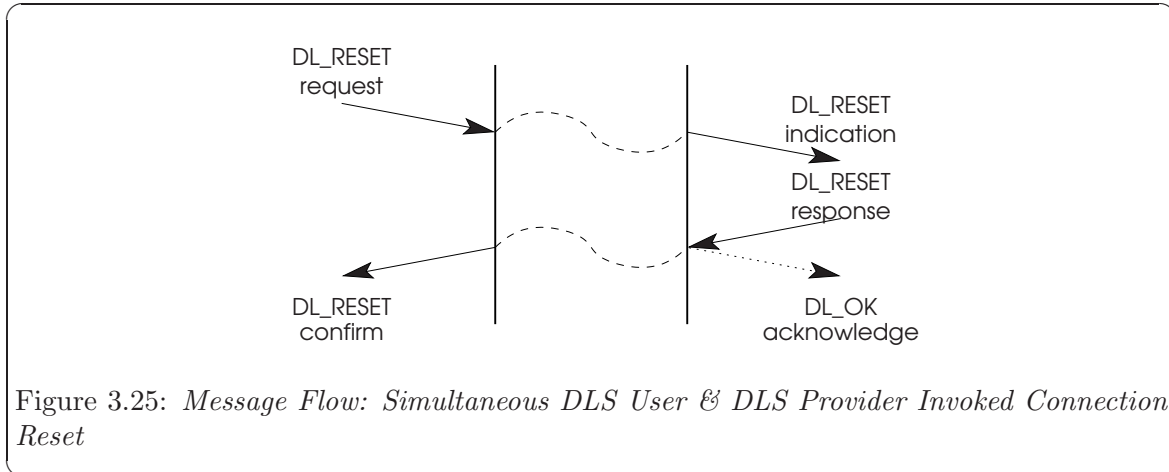 DL_RESET
request
DL_RESET
indication
DL_RESET
response
DL_RESET
confirm
DL_OK
acknowledge
Figure 3.25: Message Flow: Simultaneous DLS User & DLS Provider Invoked Connection
Reset